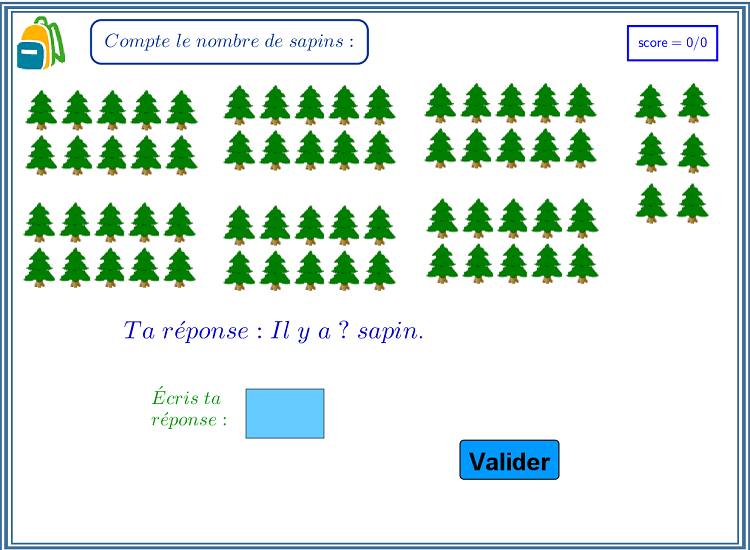 Compte le nombre de sapins :
score = 0/0
Ta réponse : Il y a ? sapin.
Écris ta
réponse :
Valider